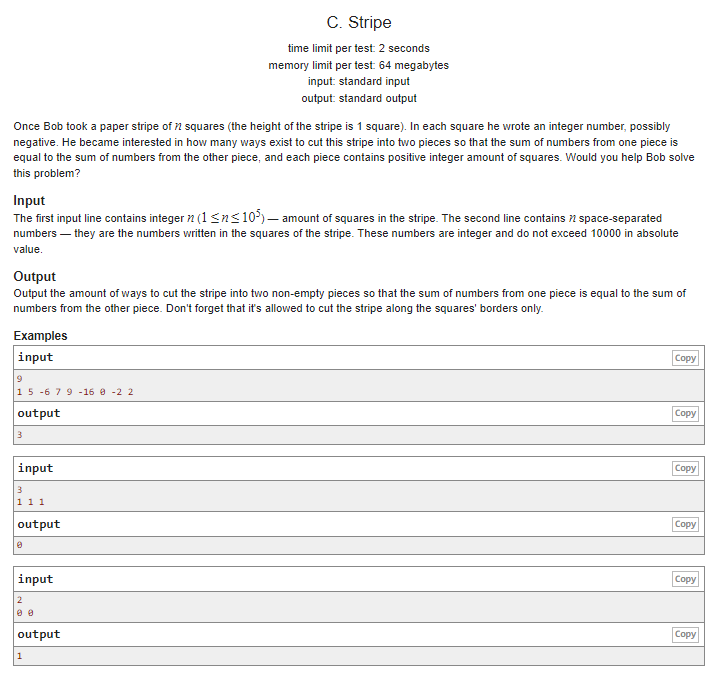 C. Stripe
time limit per test: 2 seconds
memory limit per test: 64 megabytes
input: standard input
output: standard output
Once Bob took a paper stripe of n squares (the height of the stripe is 1 square). In each square he wrote an integer number, possibly
negative. He became interested in how many ways exist to cut this stripe into two pieces so that the sum of numbers from one piece is
equal to the sum of numbers from the other piece, and each piece contains positive integer amount of squares. Would you help Bob solve
this problem?
Input
The first input line contains integer n (1 ≤ n ≤ 10^5) — amount of squares in the stripe. The second line contains n space-separated
numbers — they are the numbers written in the squares of the stripe. These numbers are integer and do not exceed 10000 in absolute
value.
Output
Output the amount of ways to cut the stripe into two non-empty pieces so that the sum of numbers from one piece is equal to the sum of
numbers from the other piece. Don't forget that it's allowed to cut the stripe along the squares' borders only.
Examples
input Copy
9
1 5 -6 7 9 -16 0 -2 2
output Copy
3
input Copy
3
1 1 1
output Copy
0
input Copy
2
0 0
output Copy
1